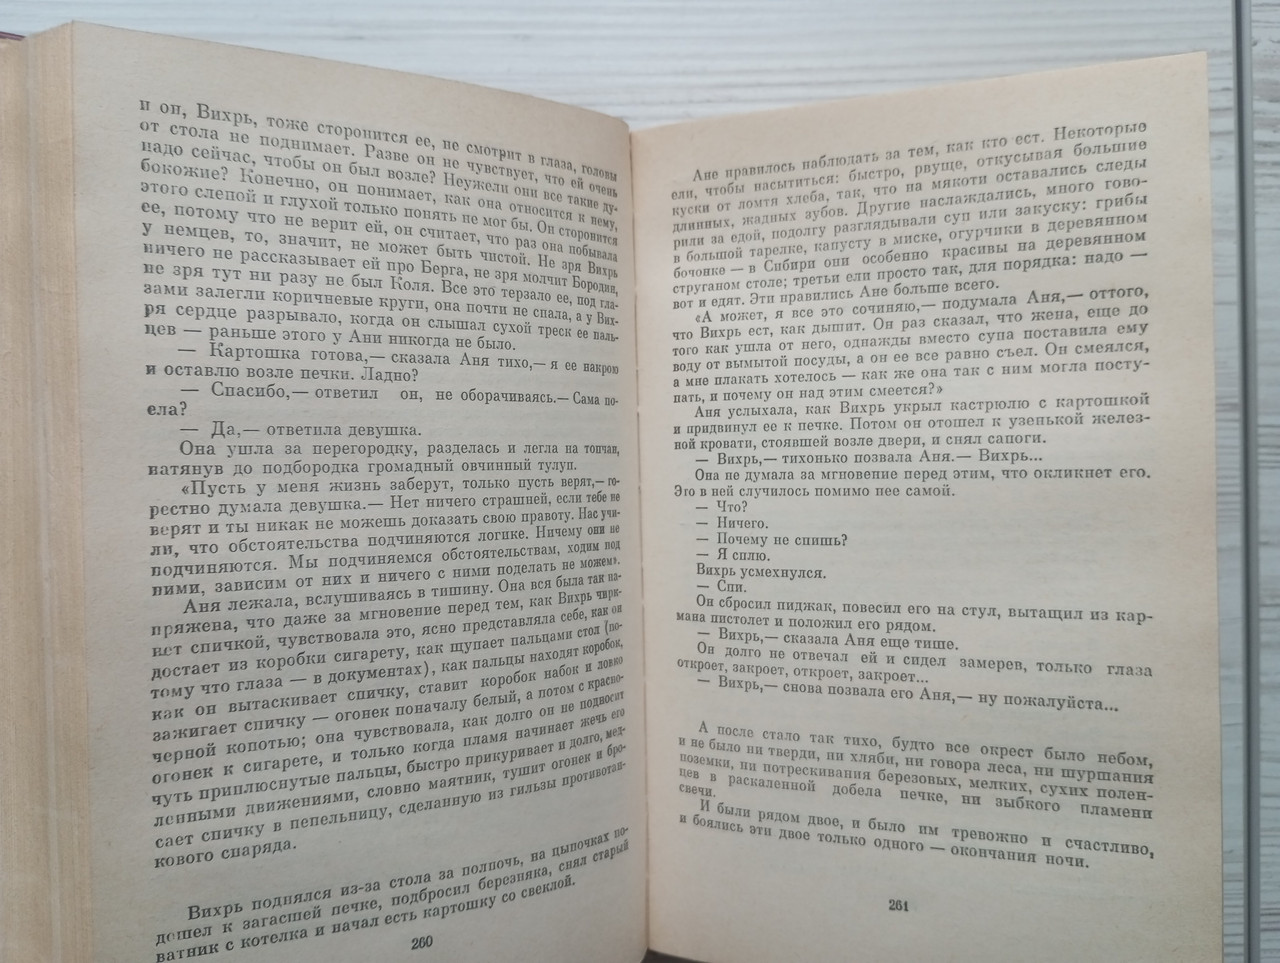 и он, Вихрь, тоже сторонится ее, не смотрит в глаза, головы
от стола не поднимает. Разве он не чувствует, что ей очень
надо сейчас, чтобы он был возле? Неужели они все такие ду-
бокожие? Конечно, он понимает, как она относится к нему,
этого слепой и глухой только понять не мог бы. Он сторонится
ее, потому что не верит ей, он считает, что раз она побывала
у немцев, то, значит, не может быть чистой. Не зря Вихрь
ничего не рассказывает ей про Берга, не зря молчит Бородин,
не зря тут ни разу не был Коля. Все это терзало ее, под гла-
зами залегли коричневые круги, она почти не спала, а у Вих-
ря сердце разрывало, когда он слышал сухой треск ее паль-
цев — раньше этого у Ани никогда не было.
— Картошка готова,— сказала Аня тихо,— я ее накрою
и оставлю возле печки. Ладно?
— Спасибо,— ответил он, не оборачиваясь.— Сама по-
ела?
— Да,— ответила девушка.
Она ушла за перегородку, разделась и легла на топчан,
натянув до подбородка громадный овчинный тулуп.
«Пусть у меня жизнь заберут, только пусть верят,— го-
рестно думала девушка.— Нет ничего страшней, если тебе не
верят и ты никак не можешь доказать свою правоту. Нас учи-
ли, что обстоятельства подчиняются логике. Ничему они не
подчиняются. Мы подчиняемся обстоятельствам, ходим под
ними, зависим от них и ничего с ними поделать не можем».
Аня лежала, вслушиваясь в тишину. Она вся была так на-
пряжена, что даже за мгновение перед тем, как Вихрь чирк-
нет спичкой, чувствовала это, ясно представляла себе, как он
достает из коробки сигарету, как щупает пальцами стол (по-
тому что глаза — в документах), как пальцы находят коробок,
как он вытаскивает спичку, ставит коробок набок и ловко
зажигает спичку — огонек поначалу белый, а потом с красно-
черной копотью; она чувствовала, как долго он не подносит
огонек к сигарете, и только когда пламя начинает жечь его
чуть приплюснутые пальцы, быстро прикуривает и долго, мед-
ленными движениями, словно маятник, тушит огонек и бро-
сает спичку в пепельницу, сделанную из гильзы противотан-
кового снаряда.
Вихрь поднялся из-за стола за полночь, на цыпочках по-
дошел к загасшей печке, подбросил березняка, снял старый
ватник с котелка и начал есть картошку со свеклой.
260
Ане нравилось наблюдать за тем, как кто ест. Некоторые
ели, чтобы насытиться: быстро, рвуще, откусывая большие
куски от ломтя хлеба, так, что на мякоти оставались следы
длинных, жадных зубов. Другие наслаждались, много гово-
рили за едой, подолгу разглядывали суп или закуску: грибы
в большой тарелке, капусту в миске, огурчики в деревянном
бочонке — в Сибири они особенно красивы на деревянном
струганом столе; третьи ели просто так, для порядка: надо —
вот и едят. Эти нравились Ане больше всего.
«А может, я все это сочиняю,— подумала Аня,— оттого,
что Вихрь ест, как дышит. Он раз сказал, что жена, еще до
того как ушла от него, однажды вместо супа поставила ему
воду от вымытой посуды, а он ее все равно съел. Он смеялся,
а мне плакать хотелось — как же она так с ним могла посту-
пать, и почему он над этим смеется?»
Аня услыхала, как Вихрь укрыл кастрюлю с картошкой
и придвинул ее к печке. Потом он отошел к узенькой желез-
ной кровати, стоявшей возле двери, и снял сапоги.
— Вихрь,— тихонько позвала Аня.— Вихрь...
Она не думала за мгновение перед этим, что окликнет его.
Это в ней случилось помимо нее самой.
— Что?
— Ничего.
— Почему не спишь?
— Я сплю.
Вихрь усмехнулся.
— Спи.
Он сбросил пиджак, повесил его на стул, вытащил из кар-
мана пистолет и положил его рядом.
— Вихрь,— сказала Аня еще тише.
Он долго не отвечал ей и сидел замерев, только глаза
откроет, закроет, откроет, закроет...
— Вихрь,— снова позвала его Аня,— ну пожалуйста...
А после стало так тихо, будто все окрест было небом,
и не было ни тверди, ни хляби, ни говора леса, ни шуршания
поземки, ни потрескивания березовых, мелких, сухих полен-
цев в раскаленной добела печке, ни зыбкого пламени
свечи.
И были рядом двое, и было им тревожно и счастливо,
и боялись эти двое только одного — окончания ночи.
261